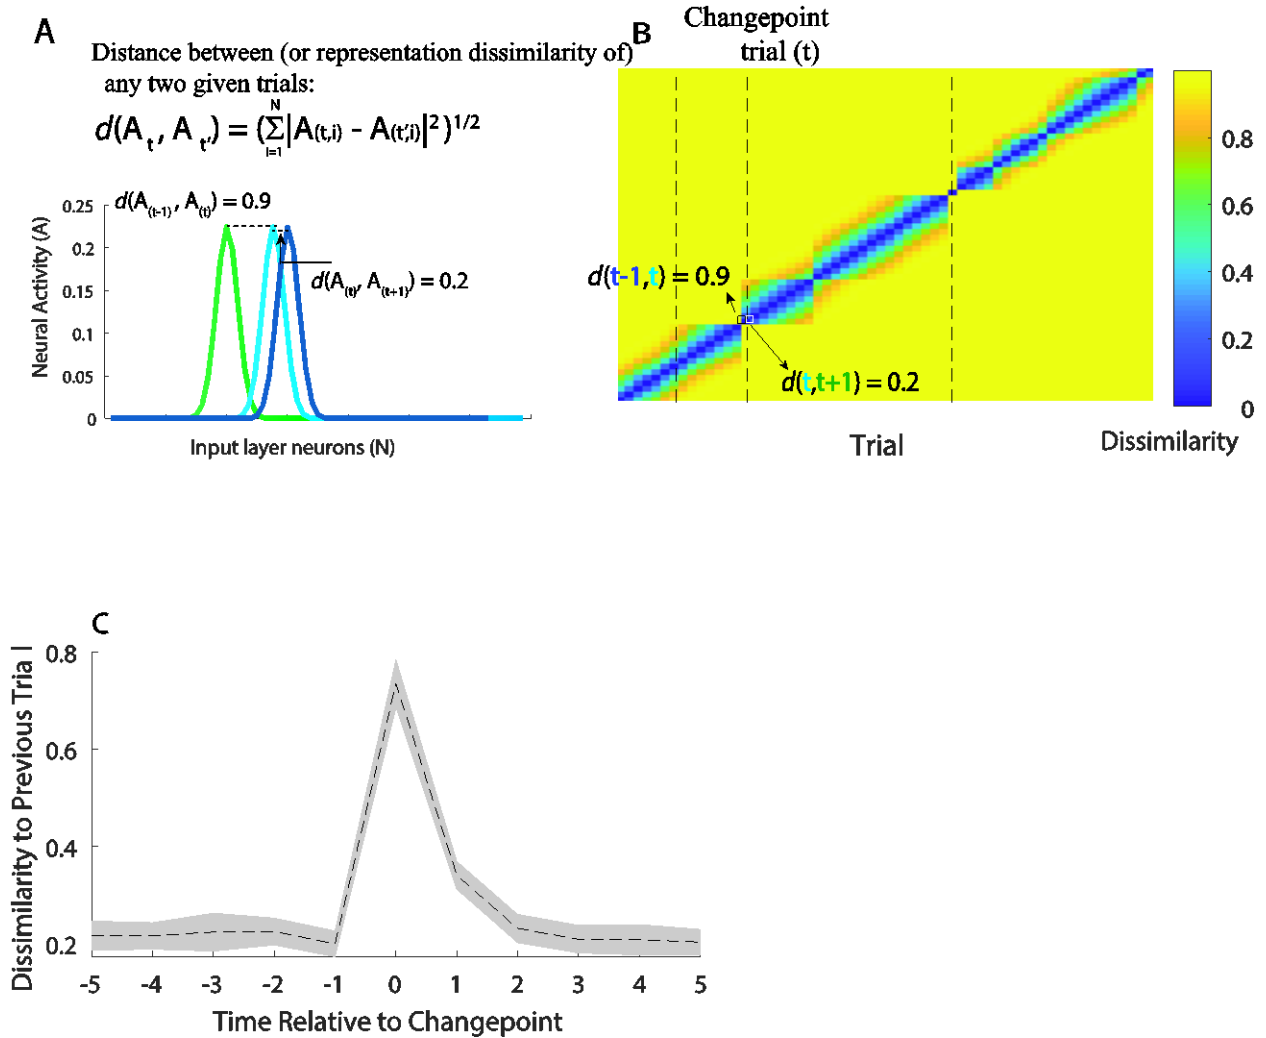 A
Distance between (or representation dissimilarity of)
any two given trials:
d(A t , A t') = (Σ N i=1 |A(t,i) - A(t',i)|² )1/2
d(A(t-1) , A(t)) = 0.9
0.25
0.2
0.15
0.1
0.05
0
Neural Activity (A)
d(A(t), A(t+1)) = 0.2
Input layer neurons (N)
B
Changepoint
trial (t)
d(t-1,t) = 0.9
d(t,t+1) = 0.2
Trial
0.8
0.6
0.4
0.2
0
Dissimilarity
C
Dissimilarity to Previous Tria l
0.8
0.6
0.4
0.2
-5 -4 -3 -2 -1 0 1 2 3 4 5
Time Relative to Changepoint